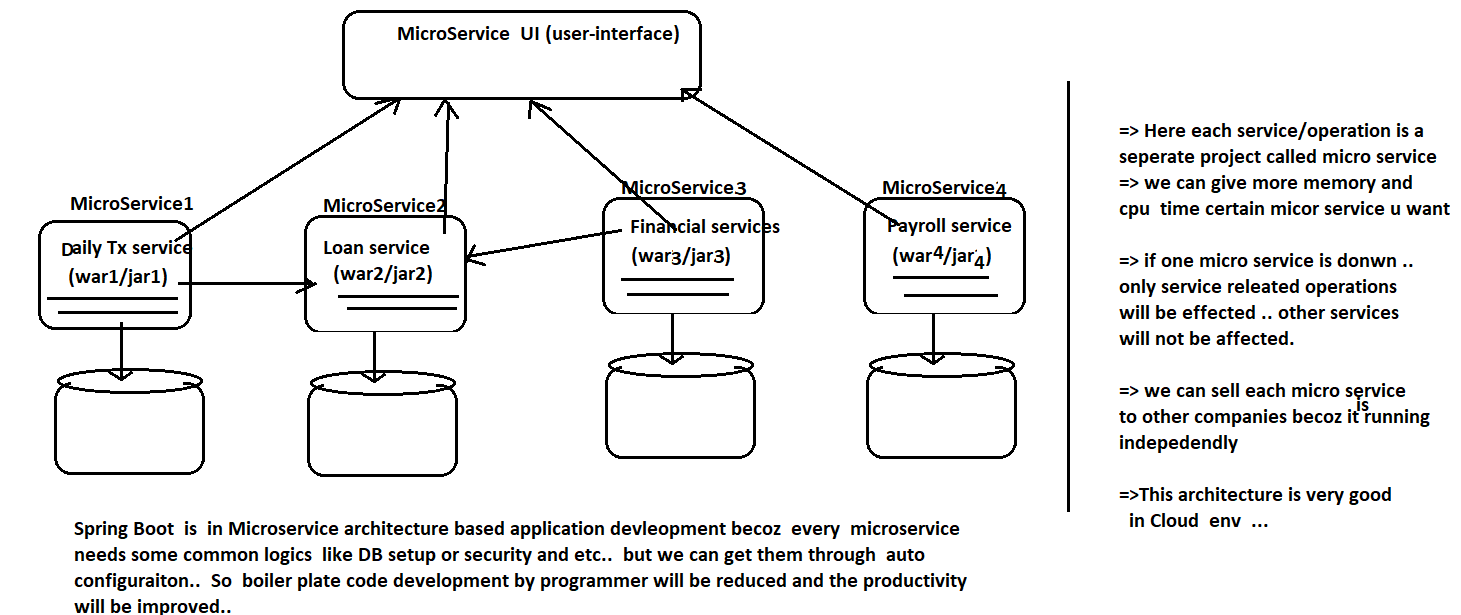 MicroService UI (user-interface)
MicroService1
Daily Tx service
(war1/jar1)
MicroService2
Loan service
(war2/jar2)
MicroService3
Financial services
(war3/jar3)
MicroService4
Payroll service
(war4/jar4)
Spring Boot is in Microservice architecture based application devleopment becoz every microservice
needs some common logics like DB setup or security and etc.. but we can get them through auto
configuraiton.. So boiler plate code development by programmer will be reduced and the productivity
will be improved..
=> Here each service/operation is a
seperate project called micro service
=> we can give more memory and
cpu time certain micor service u want
=> if one micro service is donwn ..
only service releated operations
will be effected .. other services
will not be affected.
=> we can sell each micro service
to other companies becoz it is running
indepedendly
=>This architecture is very good
in Cloud env ...